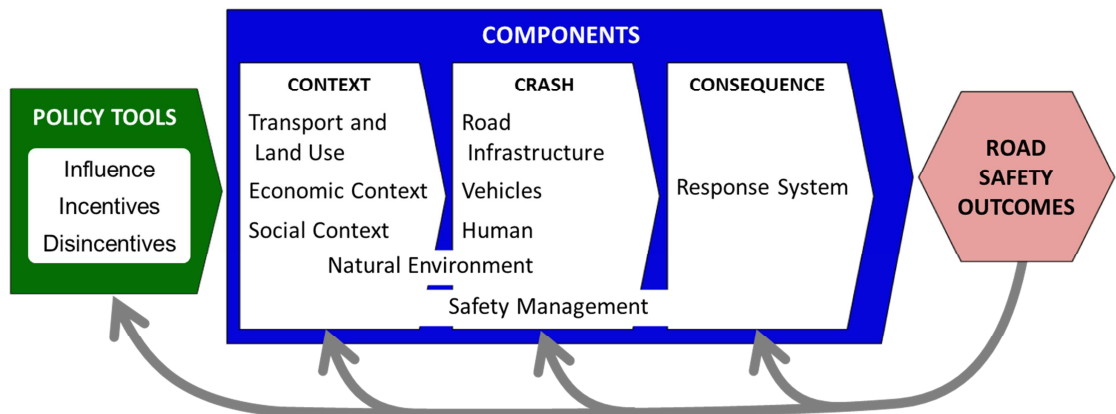 COMPONENTS
POLICY TOOLS
Influence
Incentives
Disincentives
CONTEXT
Transport and
Land Use
Economic Context
Social Context
CRASH
Road
Infrastructure
Vehicles
Human
Natural Environment
Safety Management
CONSEQUENCE
Response System
ROAD
SAFETY
OUTCOMES